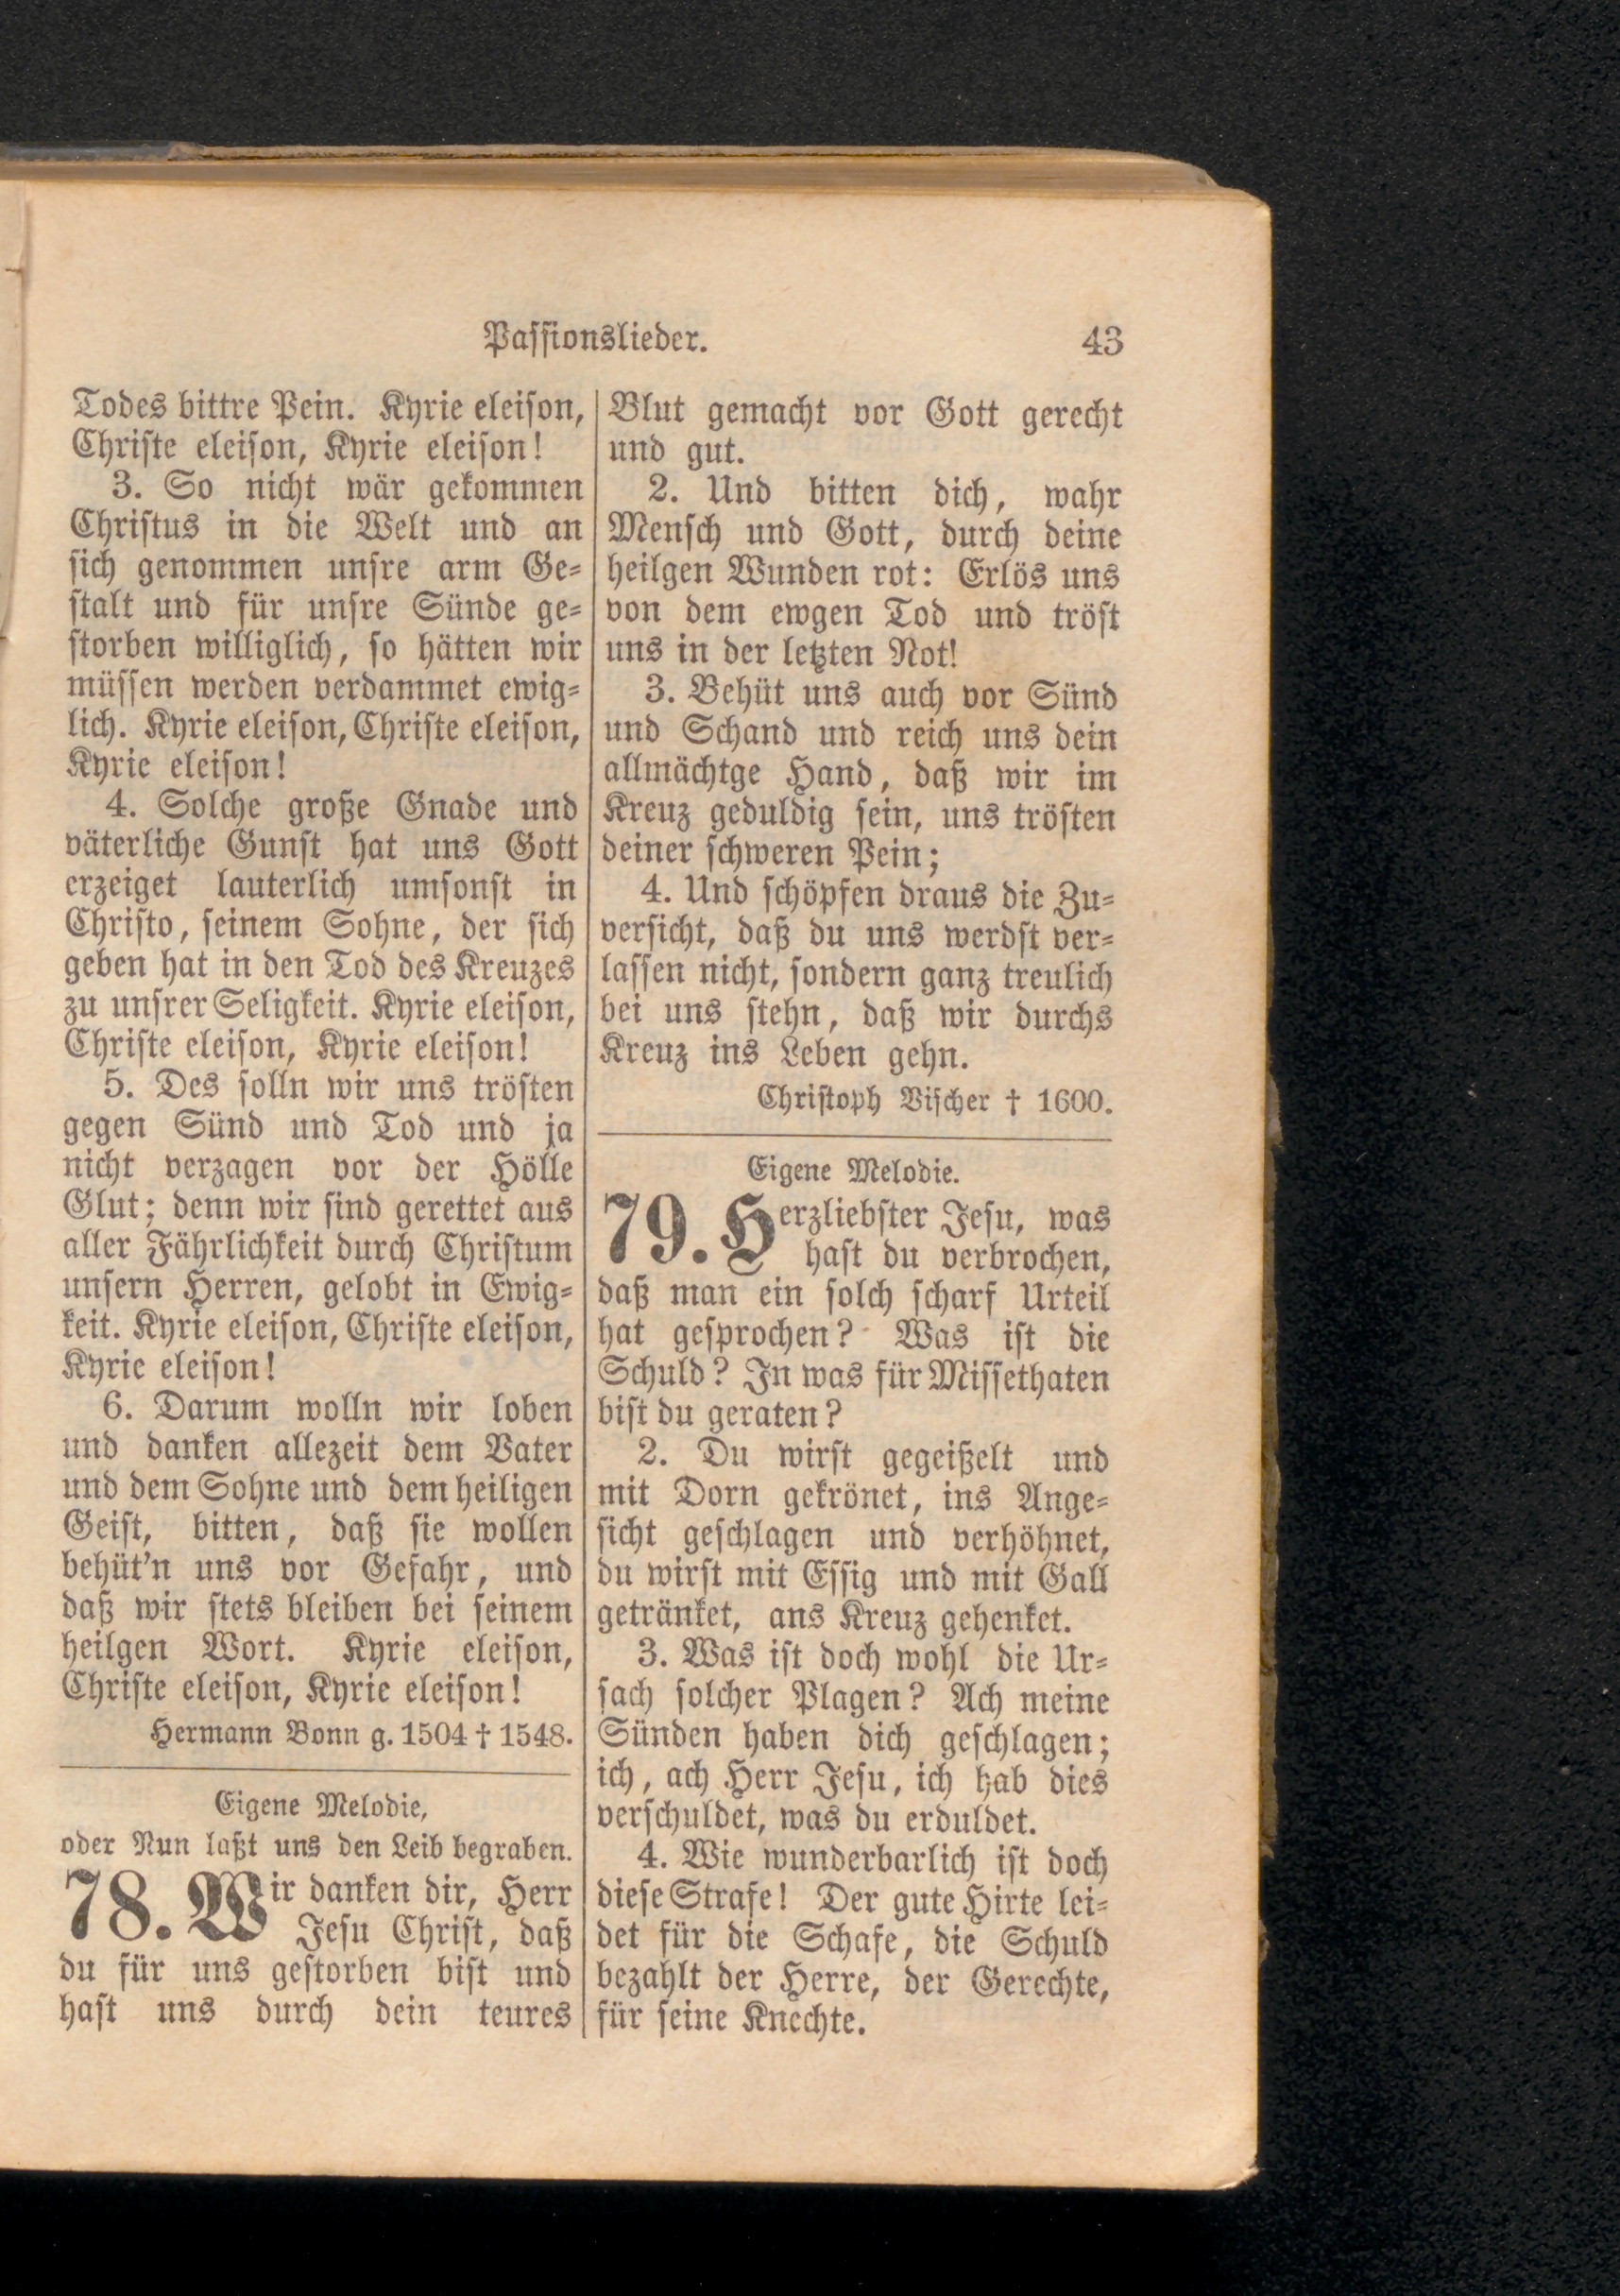 Passionslieder. 43
Todes bittre Pein. Kyrie eleison,
Christe eleison, Kyrie eleison!
3. So nicht wär gekommen
Christus in die Welt und an
sich genommen unsre arm Ge-
stalt und für unsre Sünde ge-
storben williglich, so hätten wir
müssen werden verdammet ewig-
lich. Kyrie eleison, Christe eleison,
Kyrie eleison!
4. Solche große Gnade und
väterliche Gunst hat uns Gott
erzeiget lauterlich umsonst in
Christo, seinem Sohne, der sich
geben hat in den Tod des Kreuzes
zu unsrer Seligkeit. Kyrie eleison,
Christe eleison, Kyrie eleison!
5. Des solln wir uns trösten
gegen Sünd und Tod und ja
nicht verzagen vor der Hölle
Glut; denn wir sind gerettet aus
aller Fährlichkeit durch Christum
unsern Herren, gelobt in Ewig-
keit. Kyrie eleison, Christe eleison,
Kyrie eleison!
6. Darum wolln wir loben
und danken allezeit dem Vater
und dem Sohne und dem heiligen
Geist, bitten, daß sie wollen
behüt'n uns vor Gefahr, und
daß wir stets bleiben bei seinem
heilgen Wort. Kyrie eleison,
Christe eleison, Kyrie eleison!
Hermann Bonn g. 1504 † 1548.
Eigene Melodie,
oder Nun laßt uns den Leib begraben.
78. Wir danken dir, Herr
Jesu Christ, daß
du für uns gestorben bist und
hast uns durch dein teures
Blut gemacht vor Gott gerecht
und gut.
2. Und bitten dich, wahr
Mensch und Gott, durch deine
heilgen Wunden rot: Erlös uns
von dem ewgen Tod und tröst
uns in der letzten Not!
3. Behüt uns auch vor Sünd
und Schand und reich uns dein
allmächtge Hand, daß wir im
Kreuz geduldig sein, uns trösten
deiner schweren Pein;
4. Und schöpfen draus die Zu-
versicht, daß du uns werdst ver-
lassen nicht, sondern ganz treulich
bei uns stehn, daß wir durchs
Kreuz ins Leben gehn.
Christoph Vischer † 1600.
Eigene Melodie.
79. Herzliebster Jesu, was
hast du verbrochen,
daß man ein solch scharf Urteil
hat gesprochen? Was ist die
Schuld? In was für Missethaten
bist du geraten?
2. Du wirst gegeißelt und
mit Dorn gekrönet, ins Ange-
sicht geschlagen und verhöhnet,
du wirst mit Essig und mit Gall
getränket, ans Kreuz gehenket.
3. Was ist doch wohl die Ur-
sach solcher Plagen? Ach meine
Sünden haben dich geschlagen;
ich, ach Herr Jesu, ich hab dies
verschuldet, was du erduldet.
4. Wie wunderbarlich ist doch
diese Strafe! Der gute Hirte lei-
det für die Schafe, die Schuld
bezahlt der Herre, der Gerechte,
für seine Knechte.